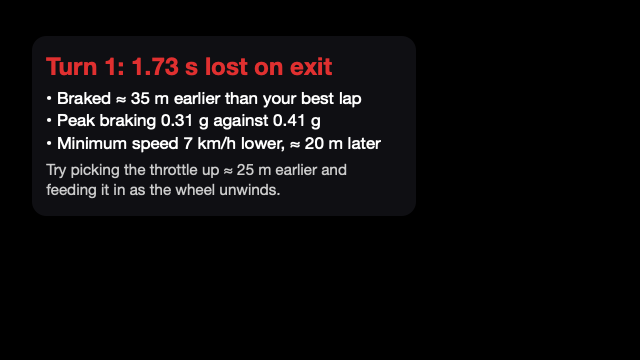 Turn 1: 1.73 s lost on exit
• Braked ≈ 35 m earlier than your best lap
• Peak braking 0.31 g against 0.41 g
• Minimum speed 7 km/h lower, ≈ 20 m later
Try picking the throttle up ≈ 25 m earlier and
feeding it in as the wheel unwinds.